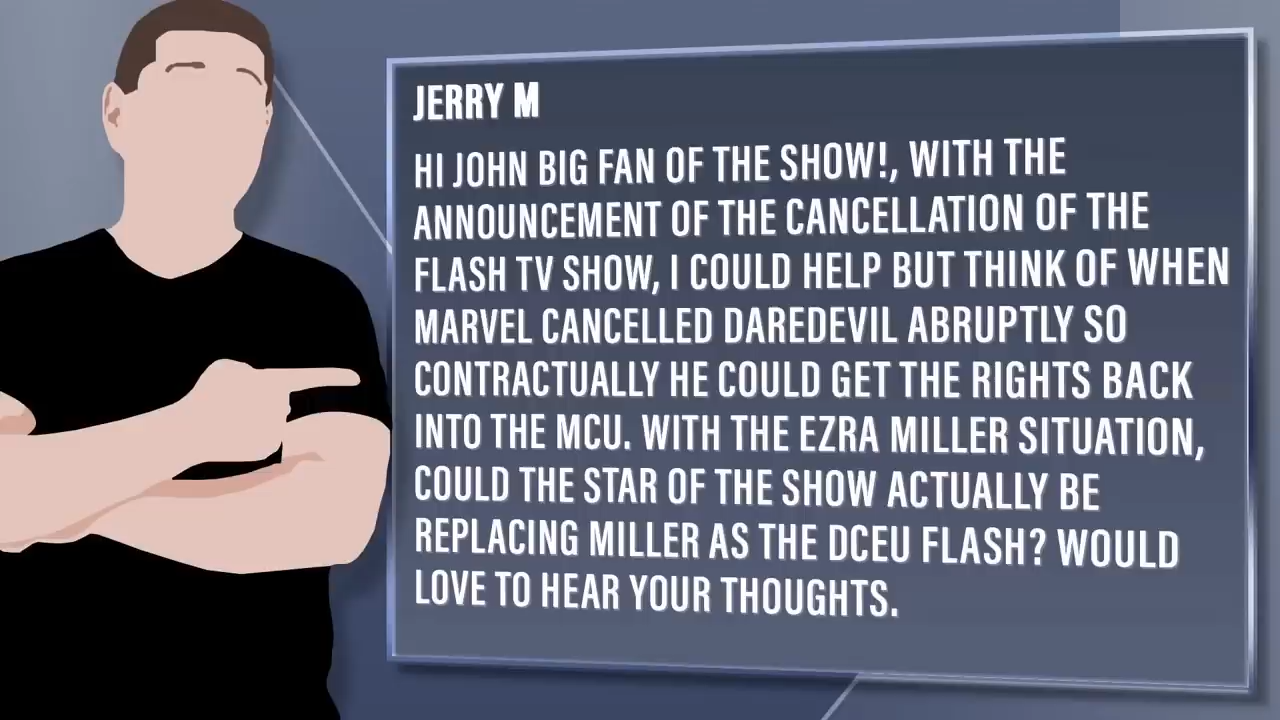 JERRY M
HI JOHN BIG FAN OF THE SHOW!, WITH THE
ANNOUNCEMENT OF THE CANCELLATION OF THE
FLASH TV SHOW, I COULD HELP BUT THINK OF WHEN
MARVEL CANCELLED DAREDEVIL ABRUPTLY SO
CONTRACTUALLY HE COULD GET THE RIGHTS BACK
INTO THE MCU. WITH THE EZRA MILLER SITUATION,
COULD THE STAR OF THE SHOW ACTUALLY BE
REPLACING MILLER AS THE DCEU FLASH? WOULD
LOVE TO HEAR YOUR THOUGHTS.